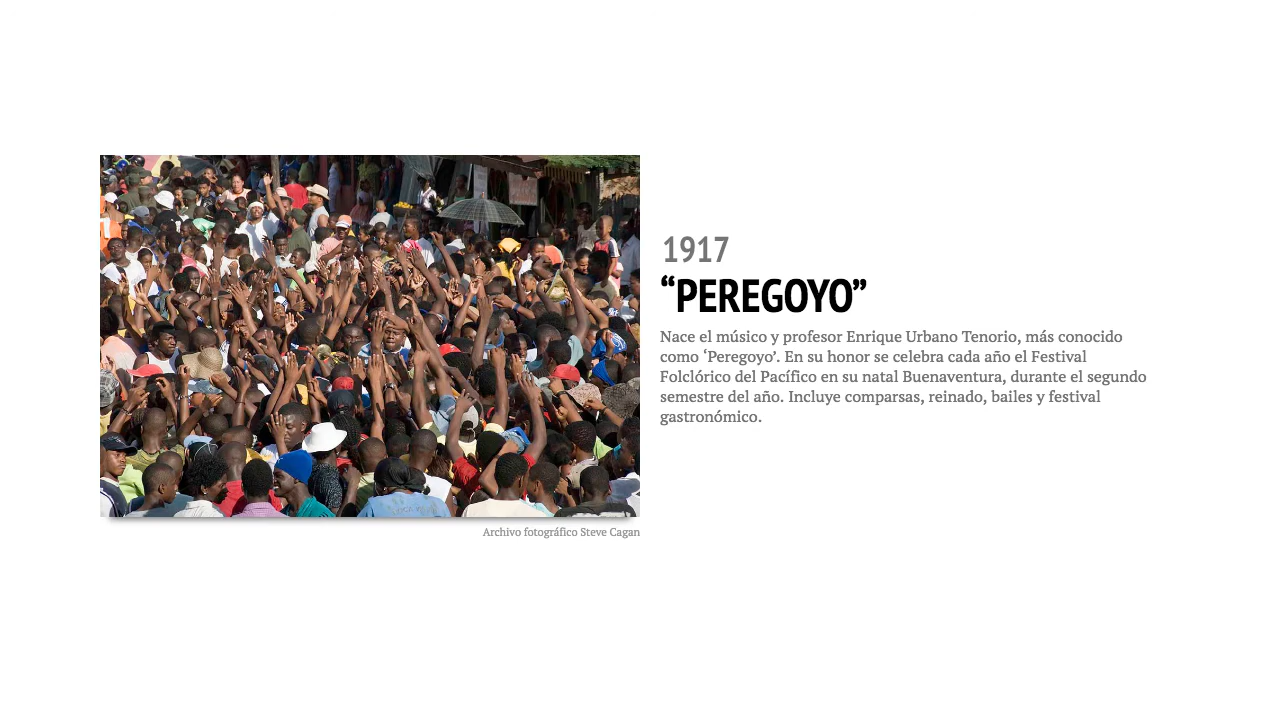 1917
“PEREGOYO”
Nace el músico y profesor Enrique Urbano Tenorio, más conocido
como ‘Peregoyo’. En su honor se celebra cada año el Festival
Folclórico del Pacífico en su natal Buenaventura, durante el segundo
semestre del año. Incluye comparsas, reinado, bailes y festival
gastronómico.
Archivo fotográfico Steve Cagan